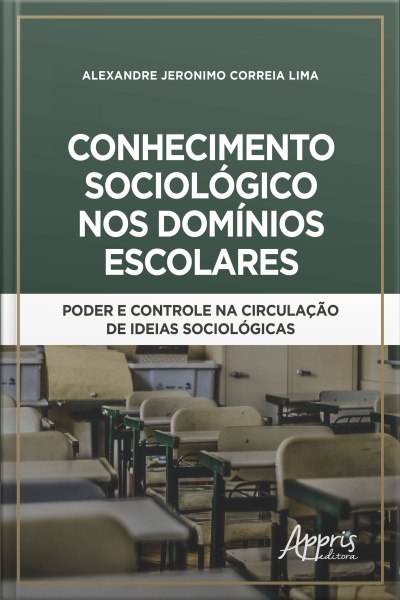 ALEXANDRE JERONIMO CORREIA LIMA
CONHECIMENTO
SOCIOLÓGICO
NOS DOMÍNIOS
ESCOLARES
PODER E CONTROLE NA CIRCULAÇÃO
DE IDEIAS SOCIOLÓGICAS
Appris
editora